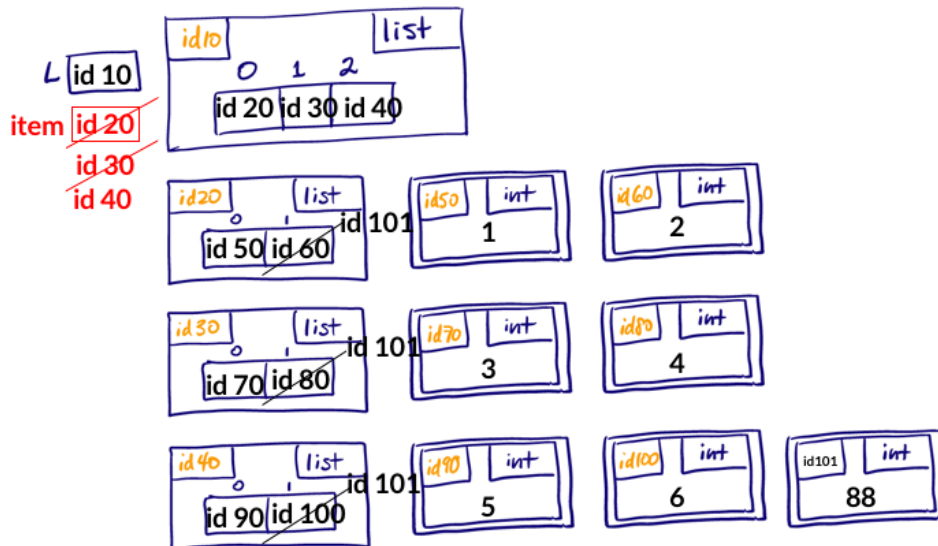 id10 list
L id 10
0 1 2
id 20 id 30 id 40
item id 20
id 30
id 40
id20 list
0 1
id 50 id 60 id 101
id50 int
1
id60 int
2
id30 list
0 1
id 70 id 80 id 101
id70 int
3
id80 int
4
id40 list
0 1
id 90 id 100 id 101
id90 int
5
id100 int
6
id101 int
88